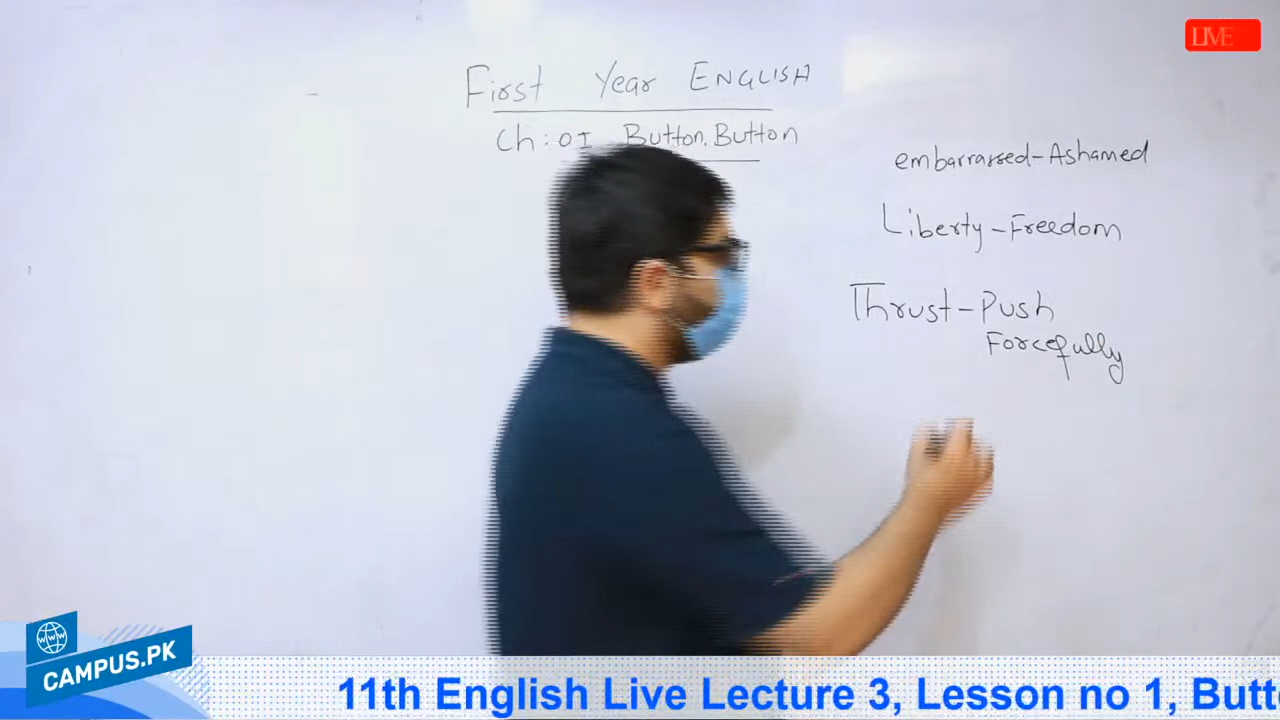 LIVE
First Year ENGLISH
Ch: 01 Button, Button
embarrassed-Ashamed
Liberty-Freedom
Thrust-Push
Forcefully
WWW
CAMPUS.PK
11th English Live Lecture 3, Lesson no 1, Butt